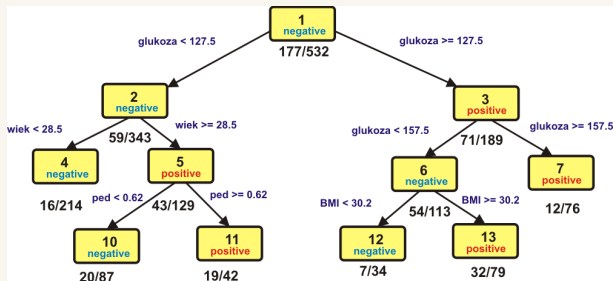 1
negative
glukoza < 127.5
glukoza >= 127.5
177/532
2
negative
3
positive
wiek < 28.5
59/343
wiek >= 28.5
glukoza < 157.5
71/189
glukoza >= 157.5
4
negative
5
positive
6
negative
7
positive
16/214
ped < 0.62
43/129
ped >= 0.62
BMI < 30.2
54/113
BMI >= 30.2
12/76
10
negative
11
positive
12
negative
13
positive
20/87
19/42
7/34
32/79